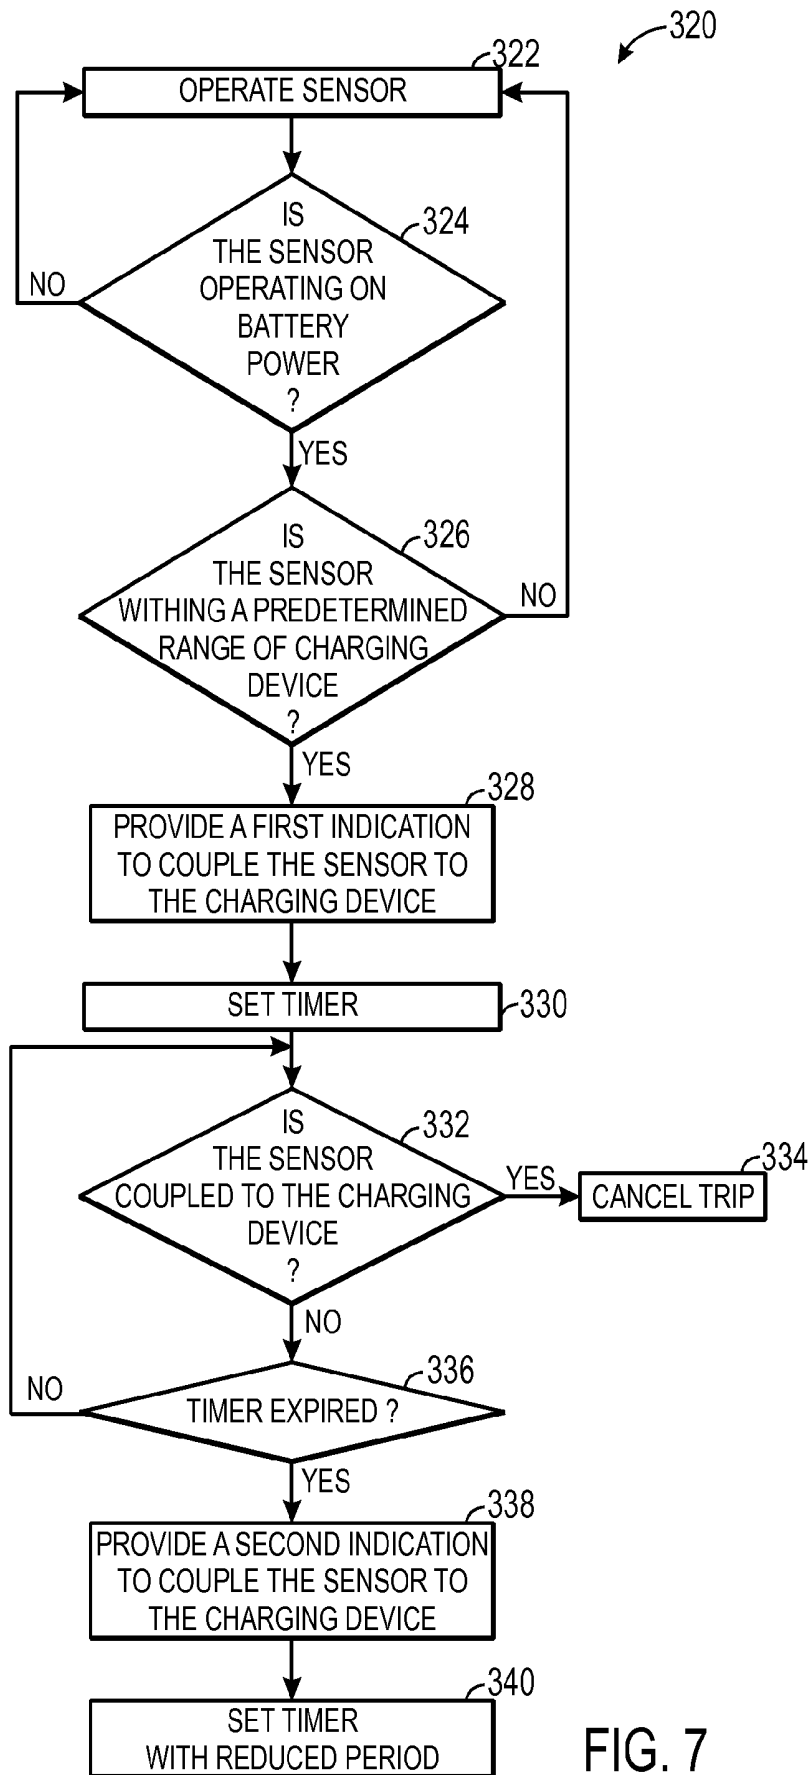 320
322
OPERATE SENSOR
324
IS
THE SENSOR
OPERATING ON
BATTERY
POWER
?
NO
YES
326
IS
THE SENSOR
WITHING A PREDETERMINED
RANGE OF CHARGING
DEVICE
?
NO
YES
328
PROVIDE A FIRST INDICATION
TO COUPLE THE SENSOR TO
THE CHARGING DEVICE
SET TIMER
330
332
IS
THE SENSOR
COUPLED TO THE CHARGING
DEVICE
?
YES
334
CANCEL TRIP
NO
336
TIMER EXPIRED ?
NO
YES
338
PROVIDE A SECOND INDICATION
TO COUPLE THE SENSOR TO
THE CHARGING DEVICE
340
SET TIMER
WITH REDUCED PERIOD
FIG. 7